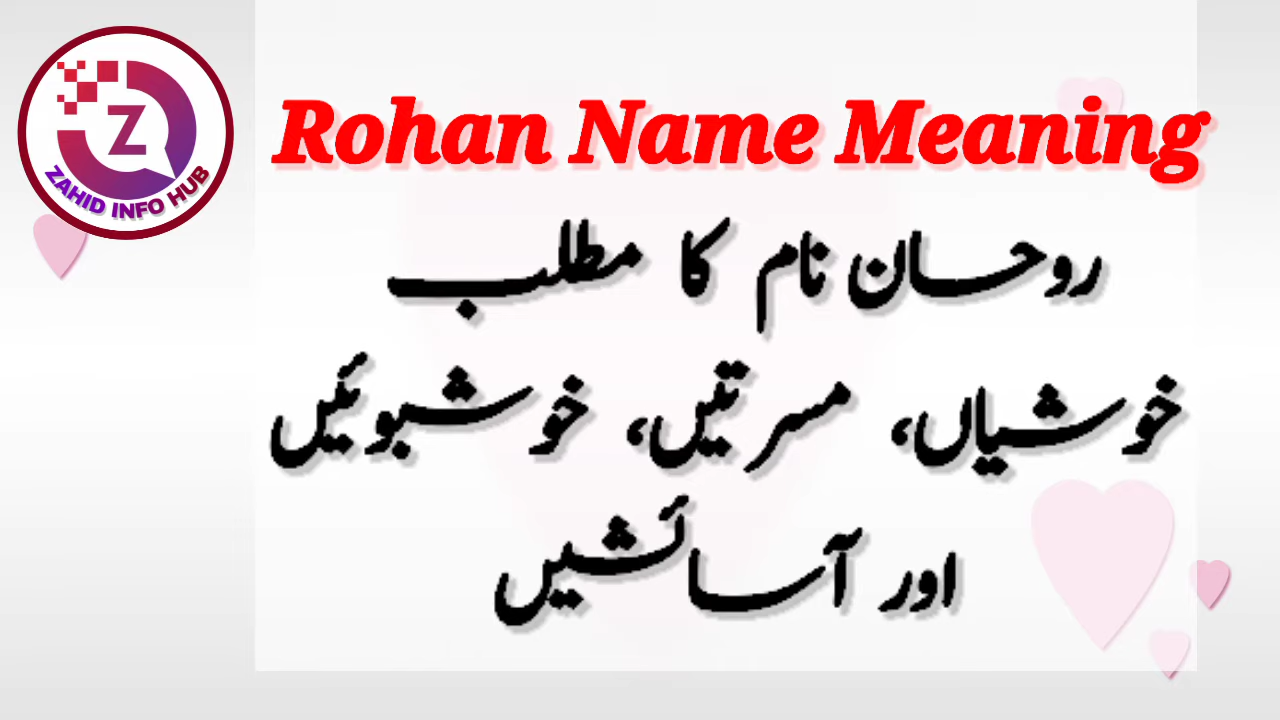 Z
ZAHID INFO HUB
Rohan Name Meaning
روحان نام کا مطلب
خوشیاں، مسرتیں، خوشبوئیں
اور آسائشیں